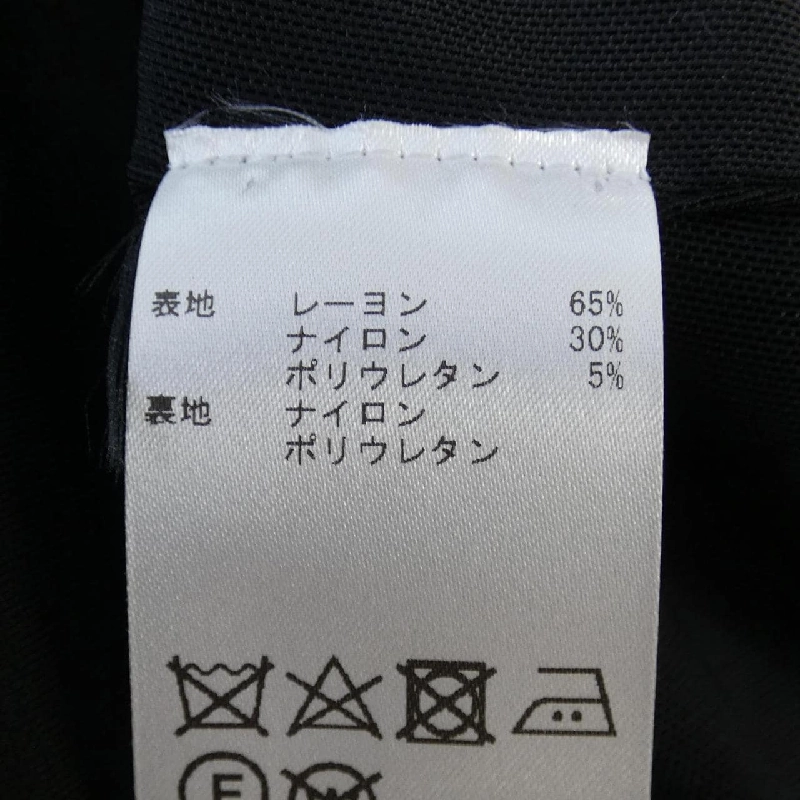 表地 レーヨン 65%
ナイロン 30%
ポリウレタン 5%
裏地 ナイロン
ポリウレタン